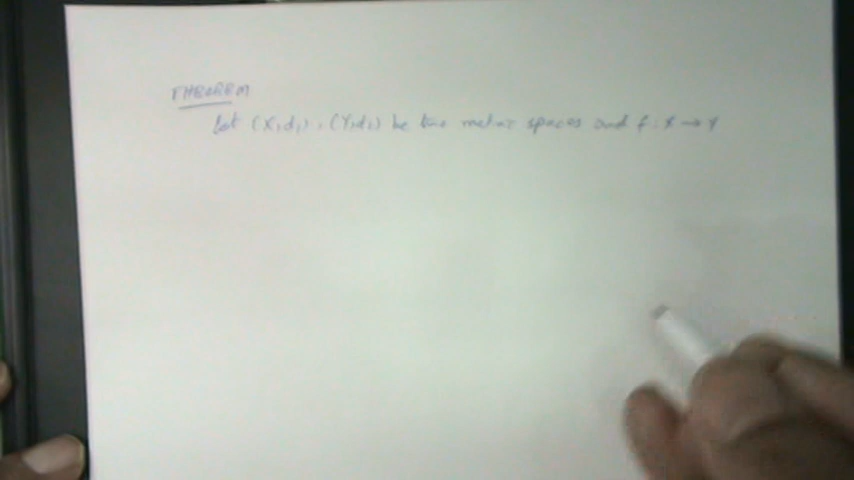 THEOREM
Let (X,d₁), (Y,d₂) be two metric spaces and f : X → Y